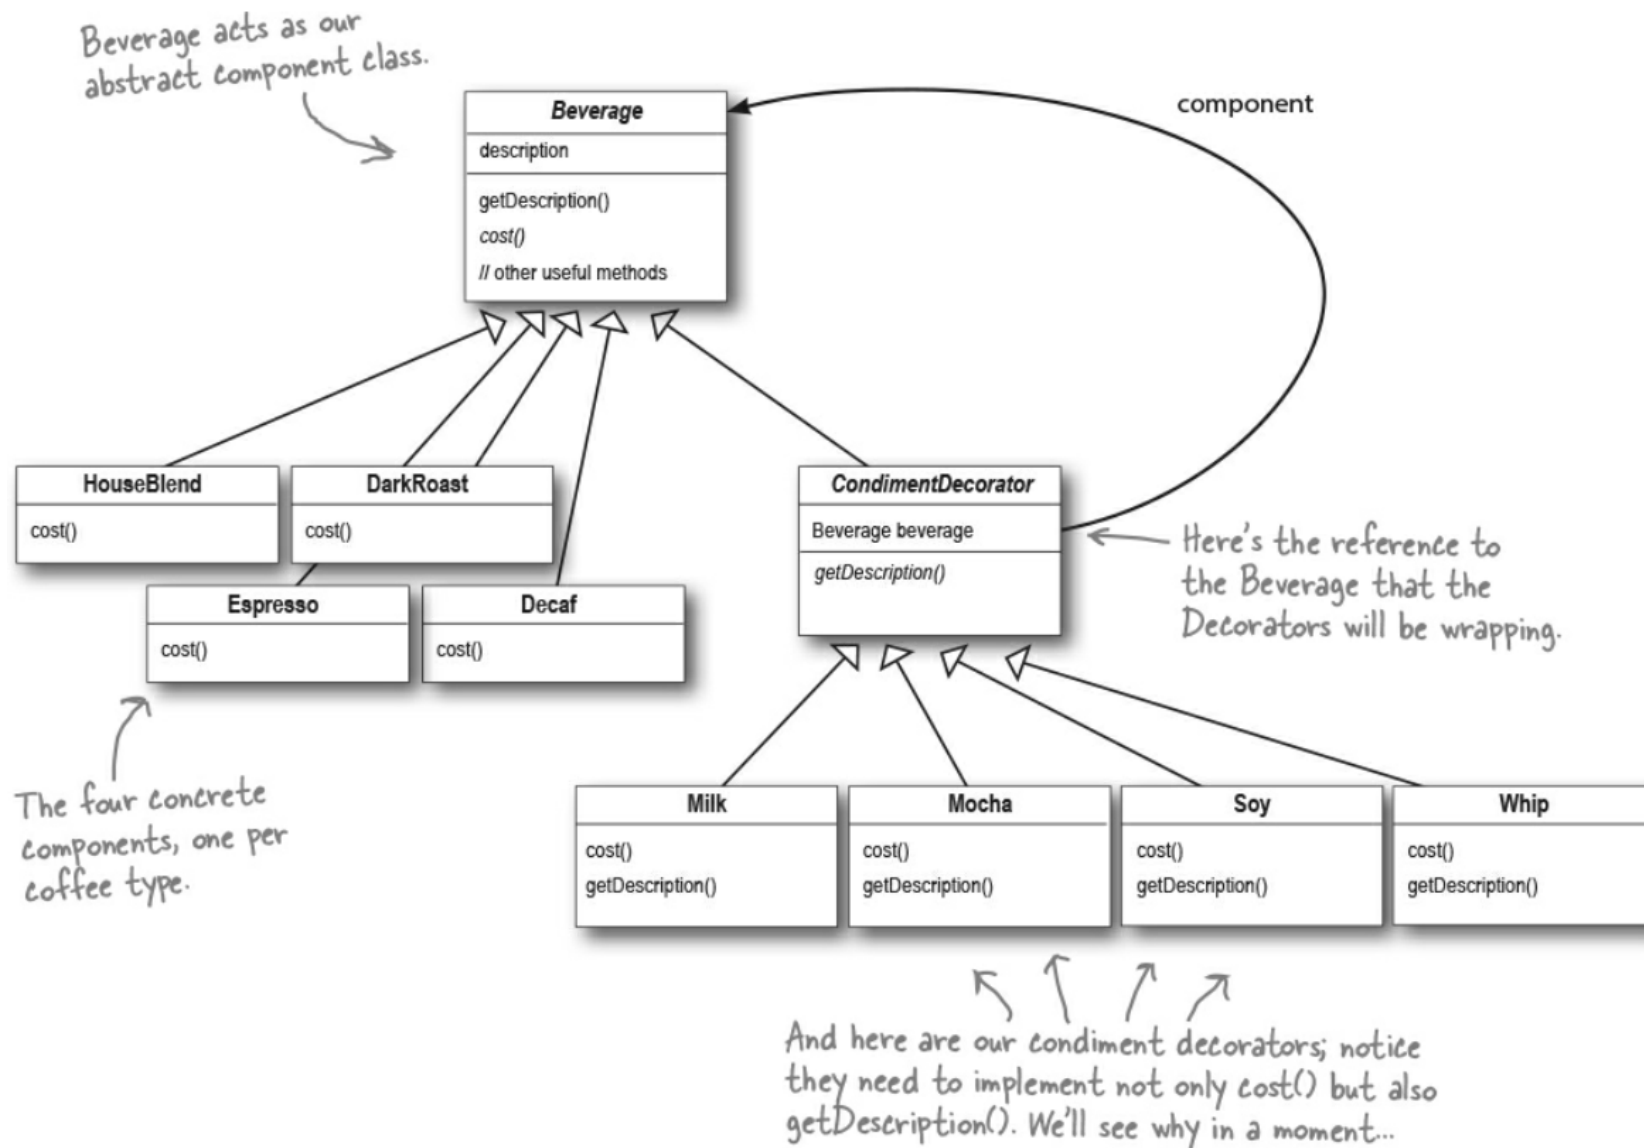 Beverage acts as our
abstract component class.
Beverage
description
getDescription()
cost()
// other useful methods
component
HouseBlend
cost()
DarkRoast
cost()
Espresso
cost()
Decaf
cost()
CondimentDecorator
Beverage beverage
getDescription()
Here's the reference to
the Beverage that the
Decorators will be wrapping.
The four concrete
components, one per
coffee type.
Milk
cost()
getDescription()
Mocha
cost()
getDescription()
Soy
cost()
getDescription()
Whip
cost()
getDescription()
And here are our condiment decorators; notice
they need to implement not only cost() but also
getDescription(). We'll see why in a moment...